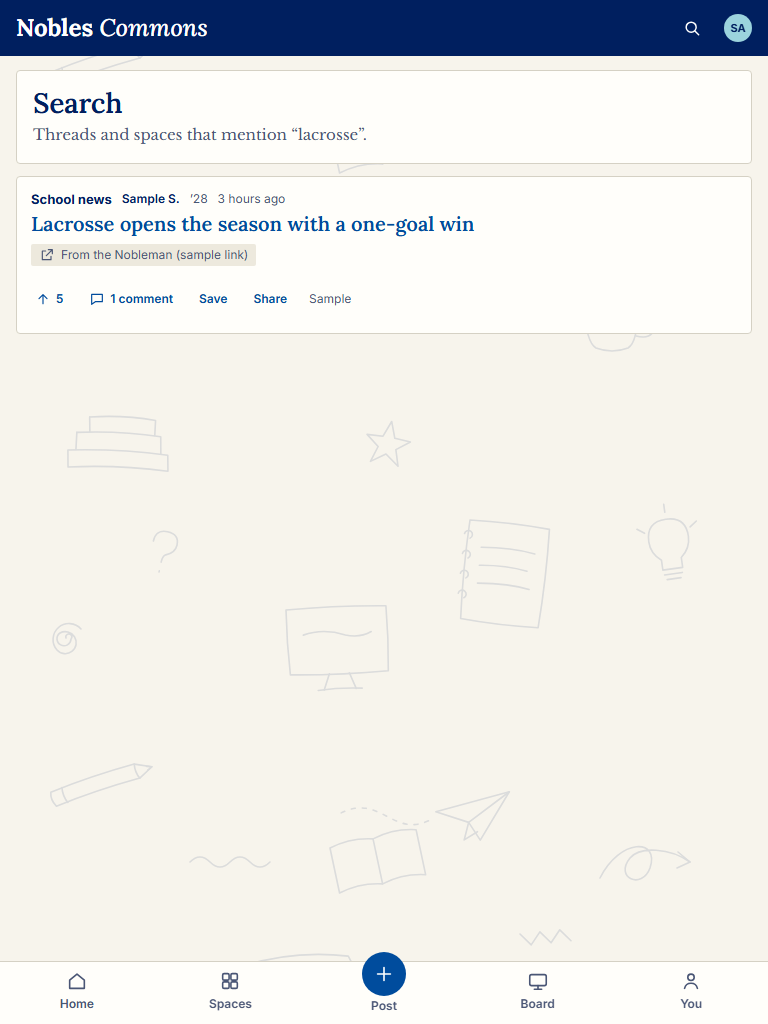 Nobles Commons
SA
Search
Threads and spaces that mention “lacrosse”.
School news Sample S. ’28 3 hours ago
Lacrosse opens the season with a one-goal win
From the Nobleman (sample link)
5 1 comment Save Share Sample
?
Home Spaces Post Board You